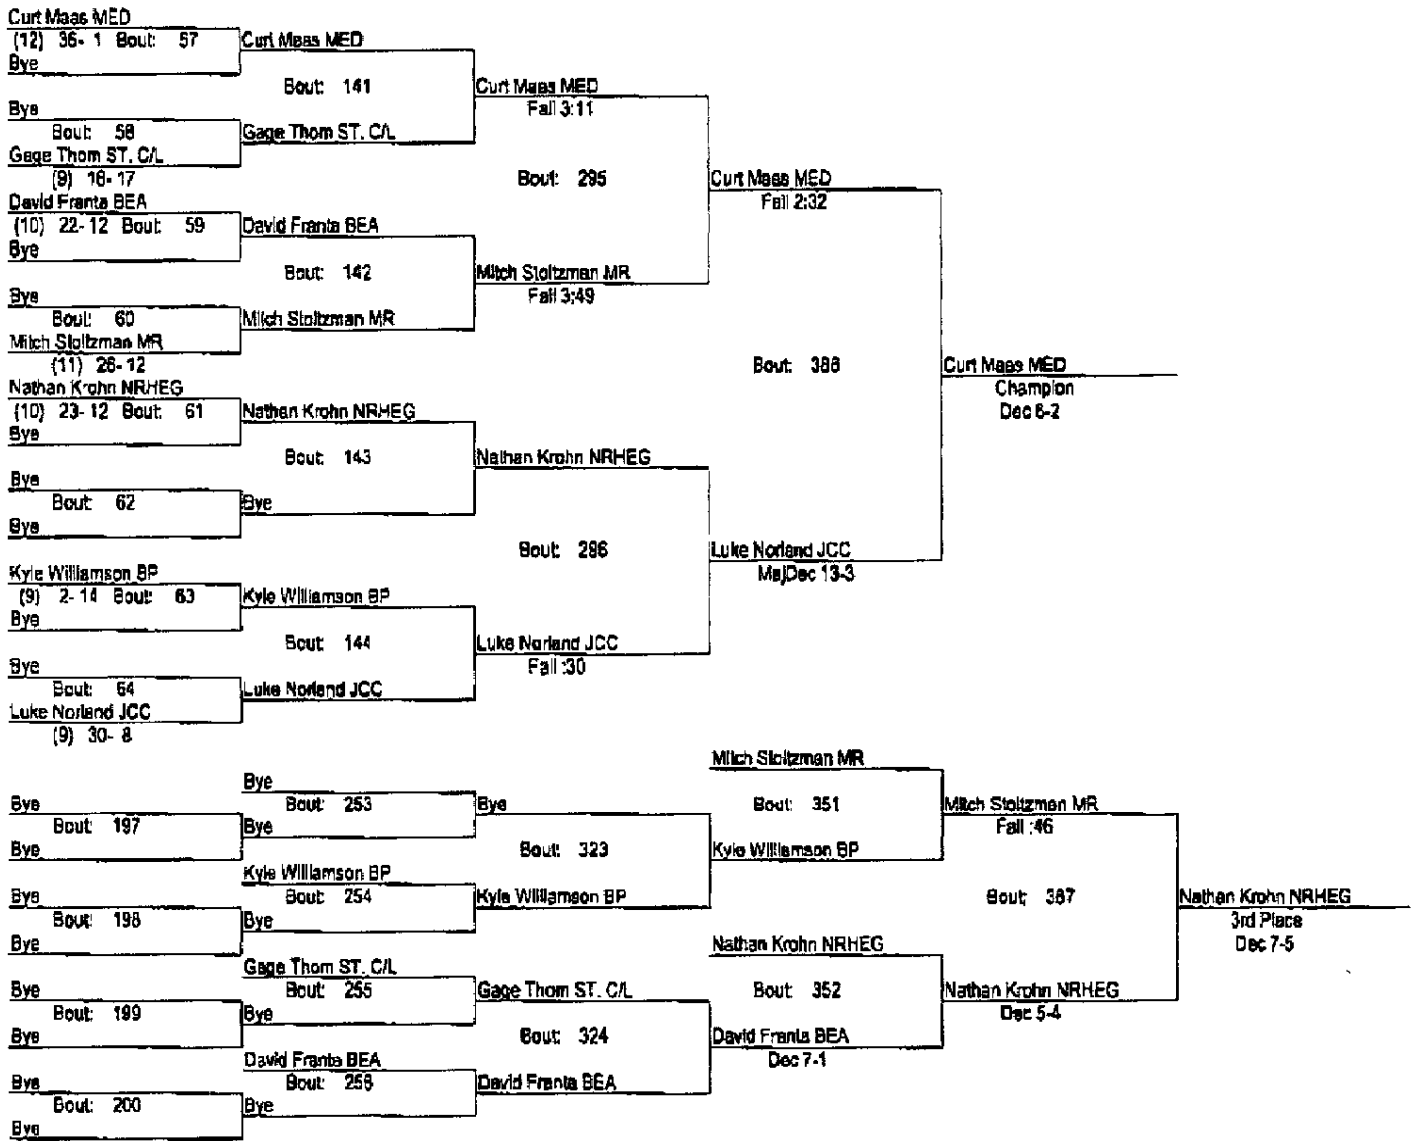 Curt Maas MED
(12) 36- 1 Bout: 57
Bye
Curt Maas MED
Bout: 141
Bye
Bout: 58
Gage Thom ST. C/L
Gage Thom ST. C/L
(9) 16- 17
Curt Maas MED
Fall 3:11
Bout: 295
David Franta BEA
(10) 22- 12 Bout: 59
Bye
David Franta BEA
Bout: 142
Bye
Bout: 60
Mitch Stoltzman MR
Mitch Stoltzman MR
(11) 26- 12
Mitch Stoltzman MR
Fall 3:49
Curt Maas MED
Fall 2:32
Bout: 388
Nathan Krohn NRHEG
(10) 23- 12 Bout: 61
Bye
Nathan Krohn NRHEG
Bout: 143
Bye
Bout: 62
Bye
Bye
Nathan Krohn NRHEG
Bout: 296
Kyle Williamson BP
(9) 2- 14 Bout: 63
Bye
Kyle Williamson BP
Bout: 144
Bye
Bout: 64
Luke Norland JCC
Luke Norland JCC
(9) 30- 8
Luke Norland JCC
Fall :30
Luke Norland JCC
MajDec 13-3
Curt Maas MED
Champion
Dec 6-2
Bye
Bout: 197
Bye
Bye
Bout: 253
Bye
Bye
Bout: 323
Bye
Bout: 198
Bye
Kyle Williamson BP
Bout: 254
Bye
Kyle Williamson BP
Mitch Stoltzman MR
Bout: 351
Kyle Williamson BP
Mitch Stoltzman MR
Fall :46
Bout: 387
Bye
Bout: 199
Bye
Gage Thom ST. C/L
Bout: 255
Bye
Gage Thom ST. C/L
Bout: 324
Bye
Bout: 200
Bye
David Franta BEA
Bout: 256
Bye
David Franta BEA
Nathan Krohn NRHEG
Bout: 352
David Franta BEA
Dec 7-1
Nathan Krohn NRHEG
Dec 5-4
Nathan Krohn NRHEG
3rd Place
Dec 7-5